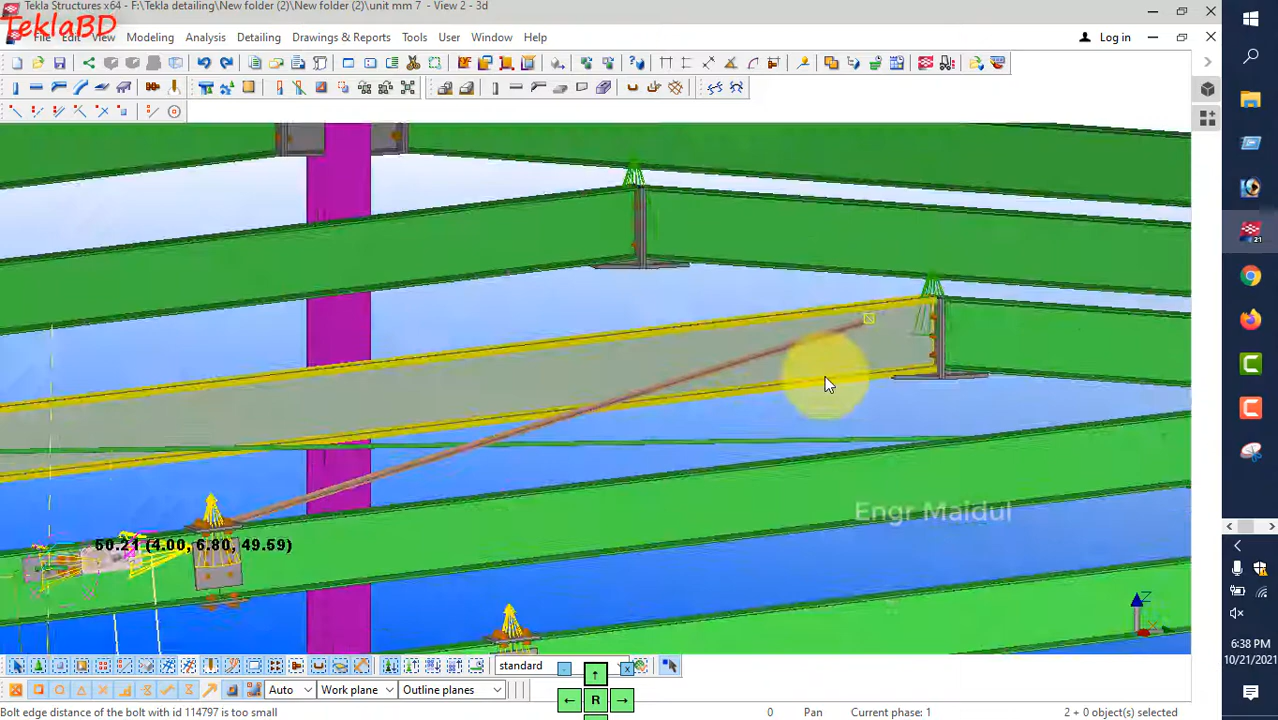 Tekla Structures x64 - F:\Tekla detailing\New folder (2)\New folder (2)\unit mm 7 - View 2 - 3d
TeklaBD
File Edit View Modeling Analysis Detailing Drawings & Reports Tools User Window Help
Log in
21
50.21 (4.00, 6.80, 49.59)
Engr Maidul
Z
standard
Auto
Work plane
Outline planes
R
6:38 PM
10/21/2021
Bolt edge distance of the bolt with id 114797 is too small
0
Pan
Current phase: 1
2 + 0 object(s) selected